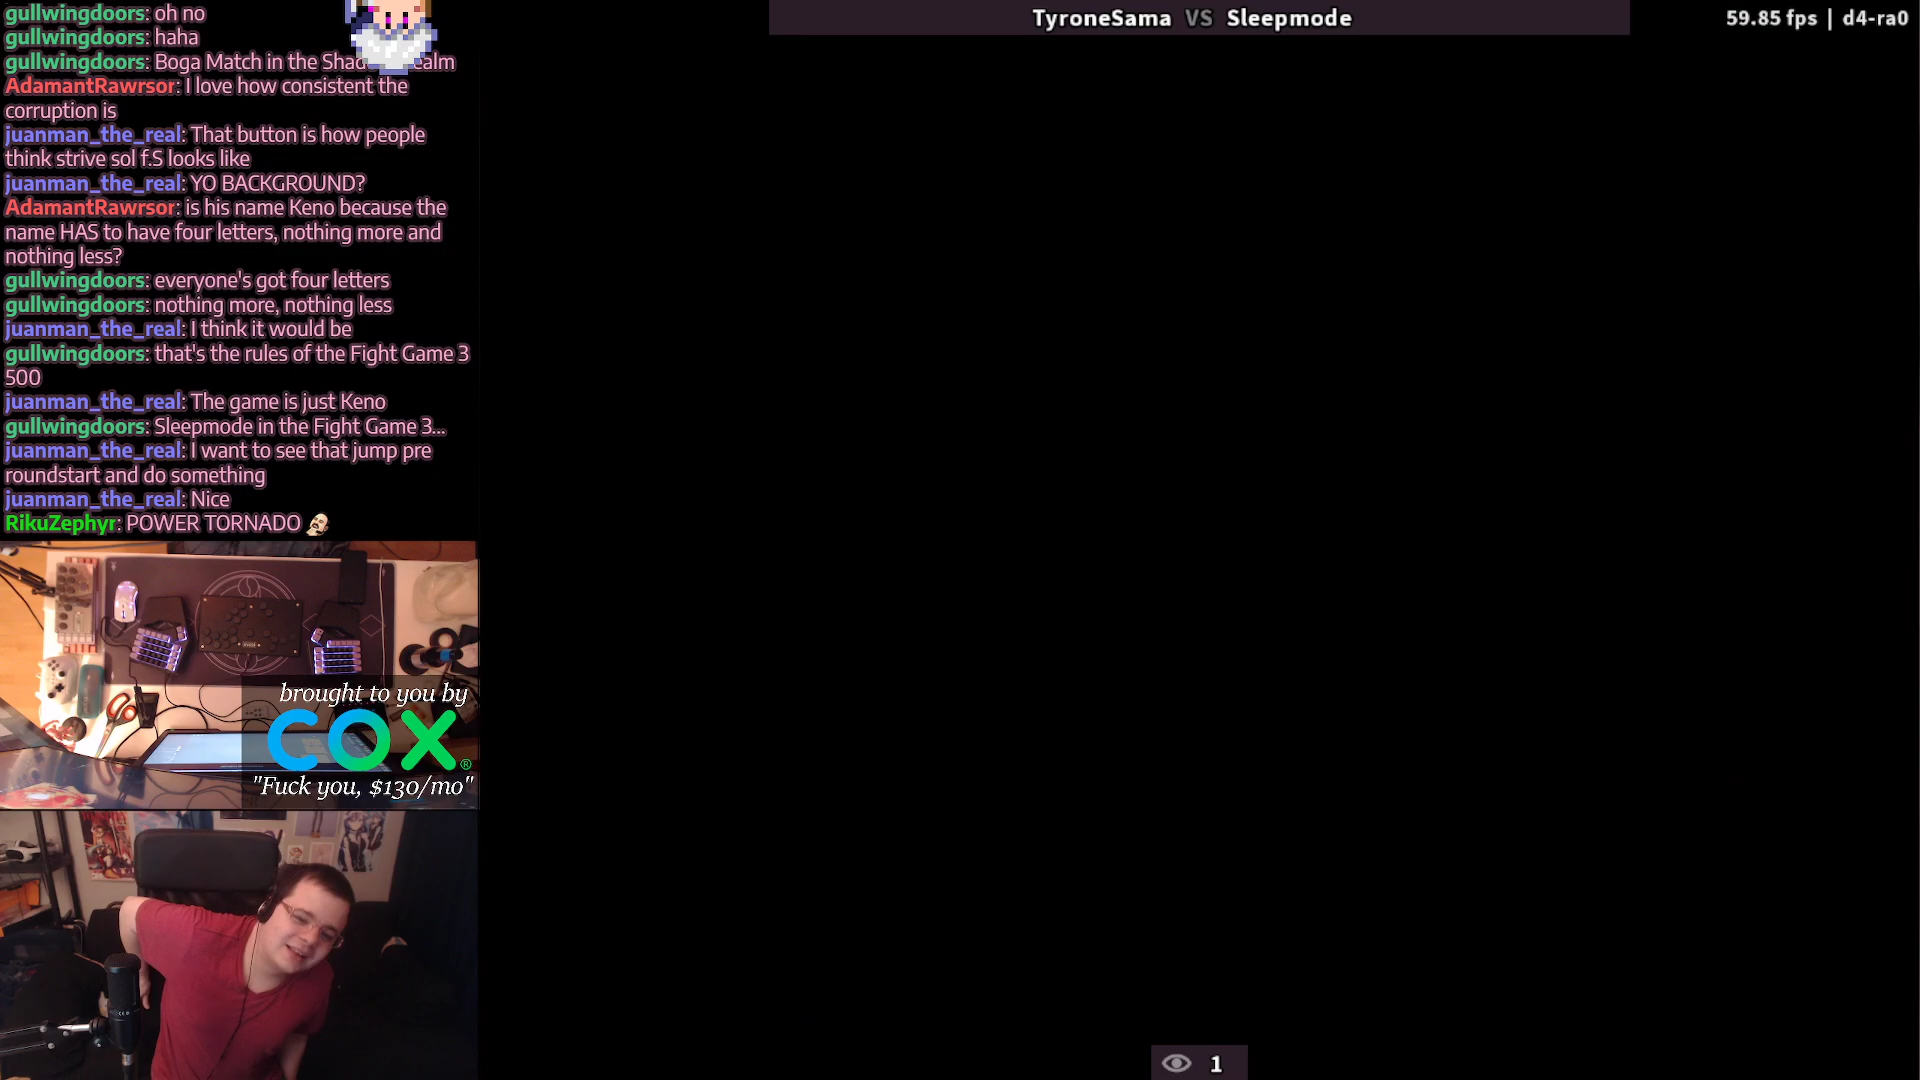 gullwingdoors: oh no
gullwingdoors: haha
gullwingdoors: Boga Match in the
AdamantRawrsor: I love how consistent the
corruption is
juanman_the_real: That button is how people
think strive sol f.S looks like
juanman_the_real: YO BACKGROUND?
AdamantRawrsor: is his name Keno because the
name HAS to have four letters, nothing more and
nothing less?
gullwingdoors: everyone's got four letters
gullwingdoors: nothing more, nothing less
juanman_the_real: I think it would be
gullwingdoors: that's the rules of the Fight Game 3
500
juanman_the_real: The game is just Keno
gullwingdoors: Sleepmode in the Fight Game 3...
juanman_the_real: I want to see that jump pre
roundstart and do something
juanman_the_real: Nice
RikuZephyr: POWER TORNADO
brought to you by
COX®
"Fuck you, $130/mo"
TyroneSama VS Sleepmode
59.85 fps | d4-ra0
1